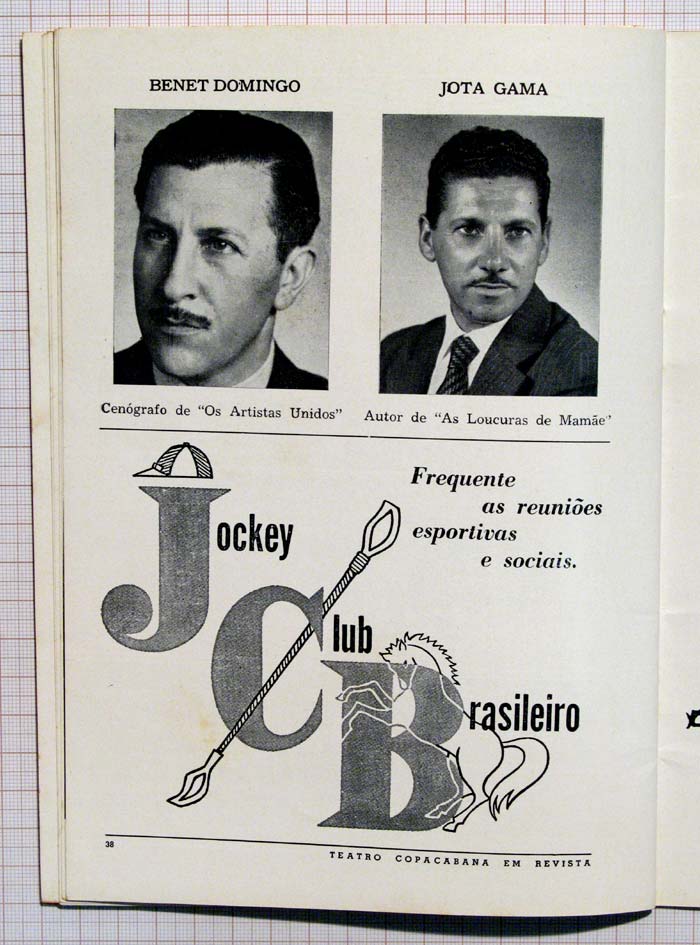 BENET DOMINGO
JOTA GAMA
Cenógrafo de "Os Artistas Unidos"
Autor de "As Loucuras de Mamãe"
Frequente
as reuniões
esportivas
e sociais.
Jockey
Club
Brasileiro
38
TEATRO COPACABANA EM REVISTA